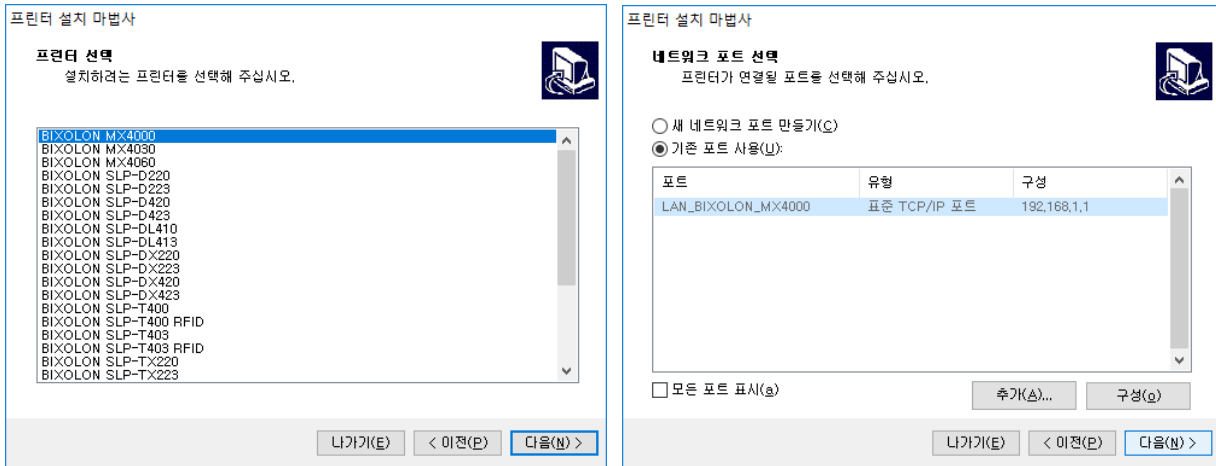 프린터 설치 마법사
프린터 선택
설치하려는 프린터를 선택해 주십시오.
BIXOLON MX4000
BIXOLON MX4030
BIXOLON MX4060
BIXOLON SLP-D220
BIXOLON SLP-D223
BIXOLON SLP-D420
BIXOLON SLP-D423
BIXOLON SLP-DL410
BIXOLON SLP-DL413
BIXOLON SLP-DX220
BIXOLON SLP-DX223
BIXOLON SLP-DX420
BIXOLON SLP-DX423
BIXOLON SLP-T400
BIXOLON SLP-T400 RFID
BIXOLON SLP-T403
BIXOLON SLP-T403 RFID
BIXOLON SLP-TX220
BIXOLON SLP-TX223
나가기(E) < 이전(P) 다음(N) >
프린터 설치 마법사
네트워크 포트 선택
프린터가 연결될 포트를 선택해 주십시오.
새 네트워크 포트 만들기(C)
기존 포트 사용(U):
포트 유형 구성
LAN_BIXOLON_MX4000 표준 TCP/IP 포트 192,168,1,1
모든 포트 표시(a) 추가(A)... 구성(o)
나가기(E) < 이전(P) 다음(N) >